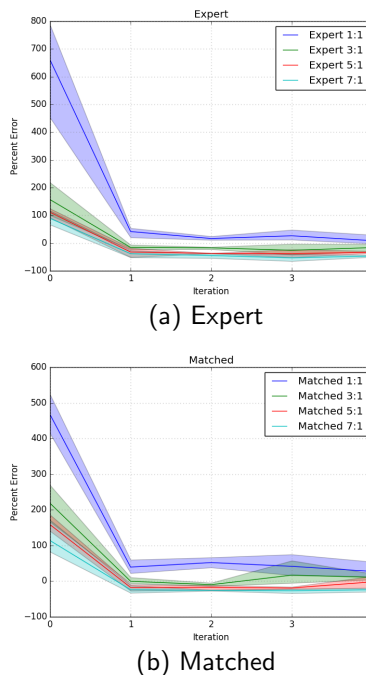 Expert
800
700
600
500
400
300
200
100
0
−100
Percent Error
Expert 1:1
Expert 3:1
Expert 5:1
Expert 7:1
0 1 2 3 4
Iteration
(a) Expert
Matched
600
500
400
300
200
100
0
−100
Percent Error
Matched 1:1
Matched 3:1
Matched 5:1
Matched 7:1
0 1 2 3
Iteration
(b) Matched